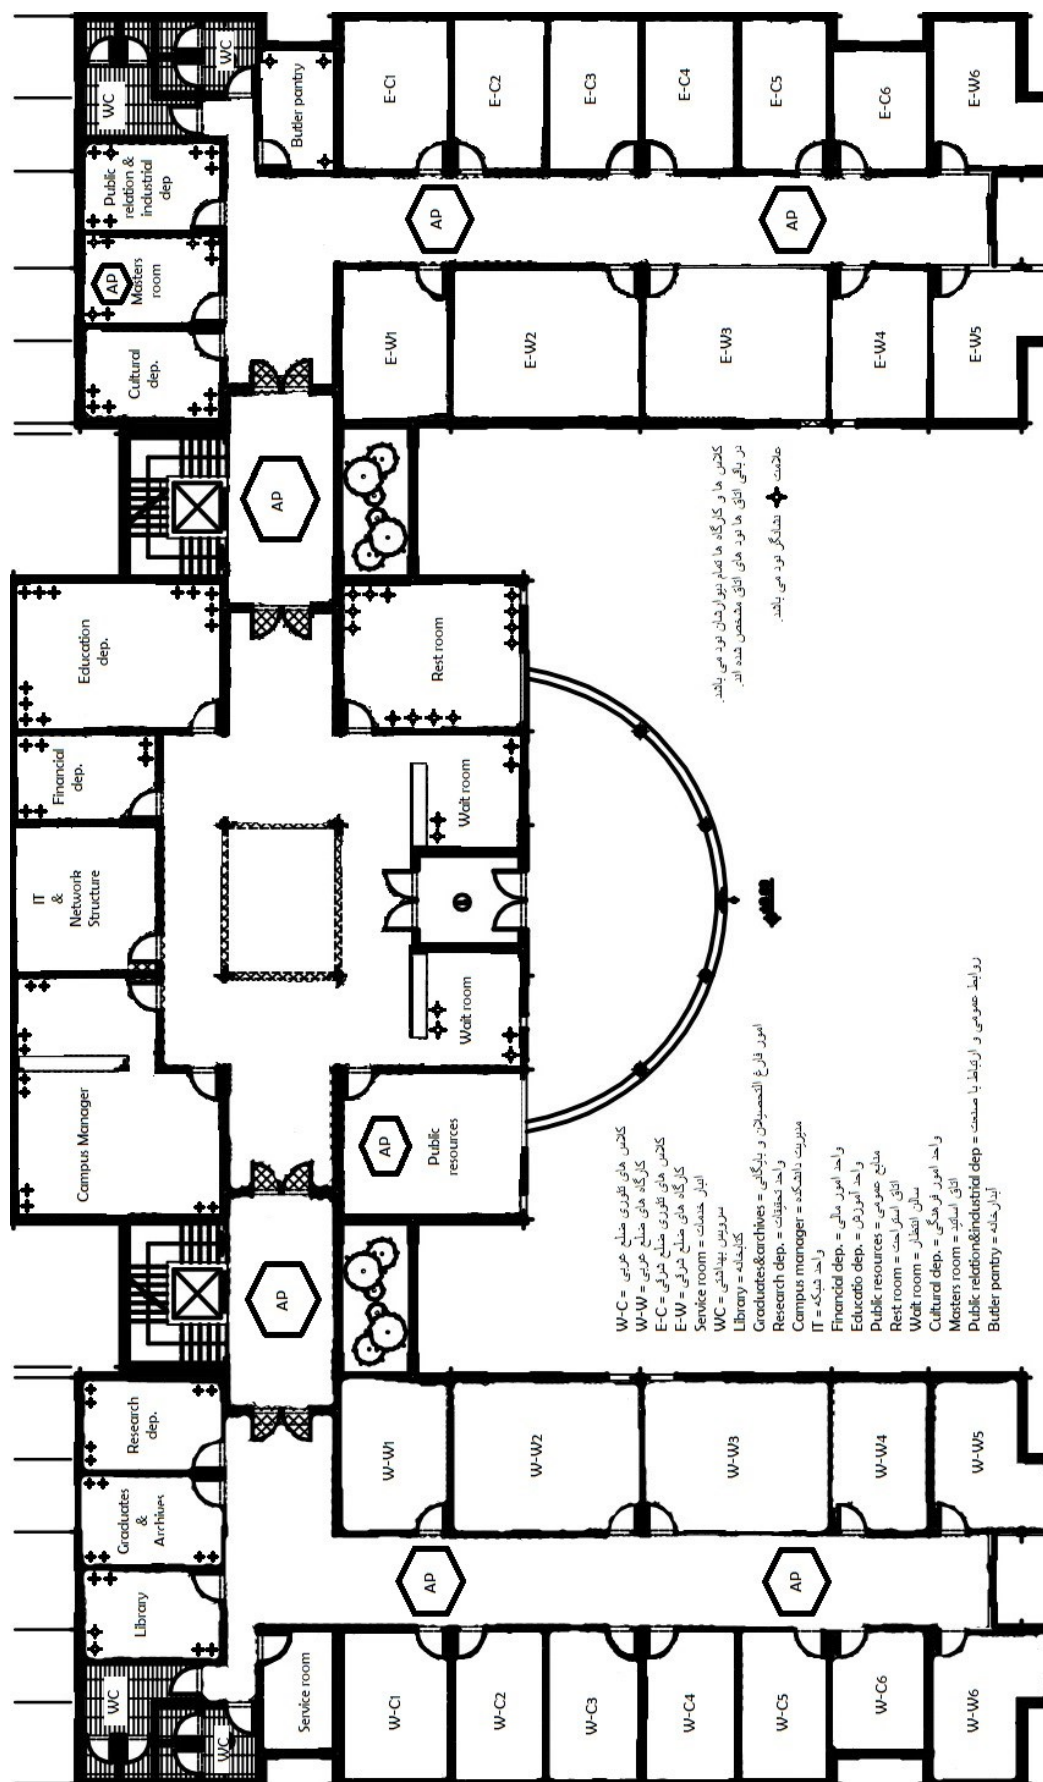 WC
WC
Library
Graduates
&
Archives
Research
dep.
AP
Campus Manager
IT
&
Network
Structure
Financial
dep.
Education
dep.
AP
Cultural
dep.
AP
Masters
room
Public
relation &
industrial
dep
WC
WC
Service room
Butler pantry
AP
Public
resources
Wait room
Wait room
Rest room
W-C1
W-C2
W-C3
W-C4
W-C5
W-C6
W-W6
AP
AP
W-W1
W-W2
W-W3
W-W4
W-W5
E-W1
E-W2
E-W3
E-W4
E-W5
AP
AP
E-C1
E-C2
E-C3
E-C4
E-C5
E-C6
E-W6
W-C = کلاس های تئوری ضلع غربی
W-W = کارگاه های ضلع غربی
E-C = کلاس های تئوری ضلع شرقی
E-W = کارگاه های ضلع شرقی
Service room = انبار خدمات
WC = سرویس بهداشتی
Library = کتابخانه
Graduates&archives = امور فارغ التحصیلان و بایگانی
Research dep. = واحد تحقیقات
Campus manager = مدیریت دانشکده
IT = واحد شبکه
Financial dep. = واحد امور مالی
Educatio dep. = واحد آموزش
Public resources = منابع عمومی
Rest room = اتاق استراحت
Wait room = سالن انتظار
Cultural dep. = واحد امور فرهنگی
Masters room = اتاق اساتید
Public relation&industrial dep = روابط عمومی و ارتباط با صنعت
Butler pantry = آبدارخانه
کلاس ها و کارگاه ها تمام دیوارشان نود می باشد.
در باقی اتاق ها نود های اتاق مشخص شده اند.
علامت نشانگر نود می باشد.